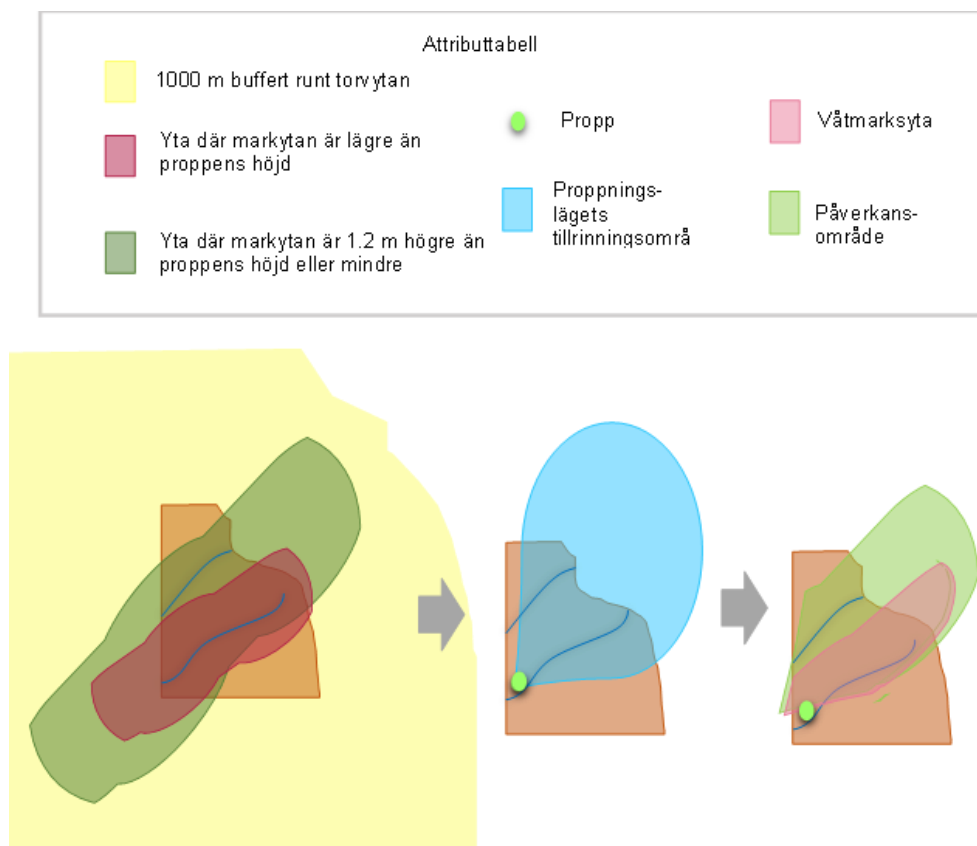 Attributtabell
1000 m buffert runt torvytan
Yta där markytan är lägre än
proppens höjd
Yta där markytan är 1.2 m högre än
proppens höjd eller mindre
Propp
Proppnings-
lägets
tillrinningsområ
Våtmarksyta
Påverkans-
område